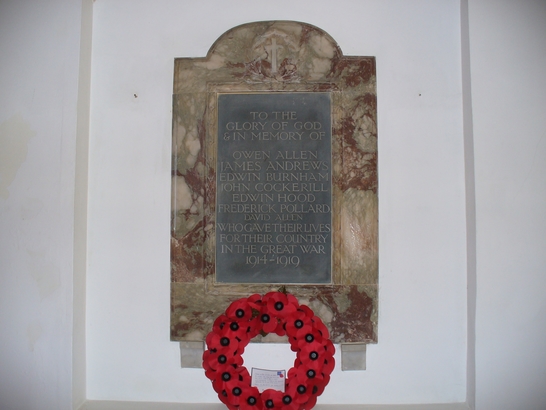 TO THE
GLORY OF GOD
& IN MEMORY OF
OWEN ALLEN
JAMES ANDREWS
EDWIN BURNHAM
JOHN COCKERILL
EDWIN HOOD
FREDERICK POLLARD
DAVID ALLEN
WHO GAVE THEIR LIVES
FOR THEIR COUNTRY
IN THE GREAT WAR
1914-1919